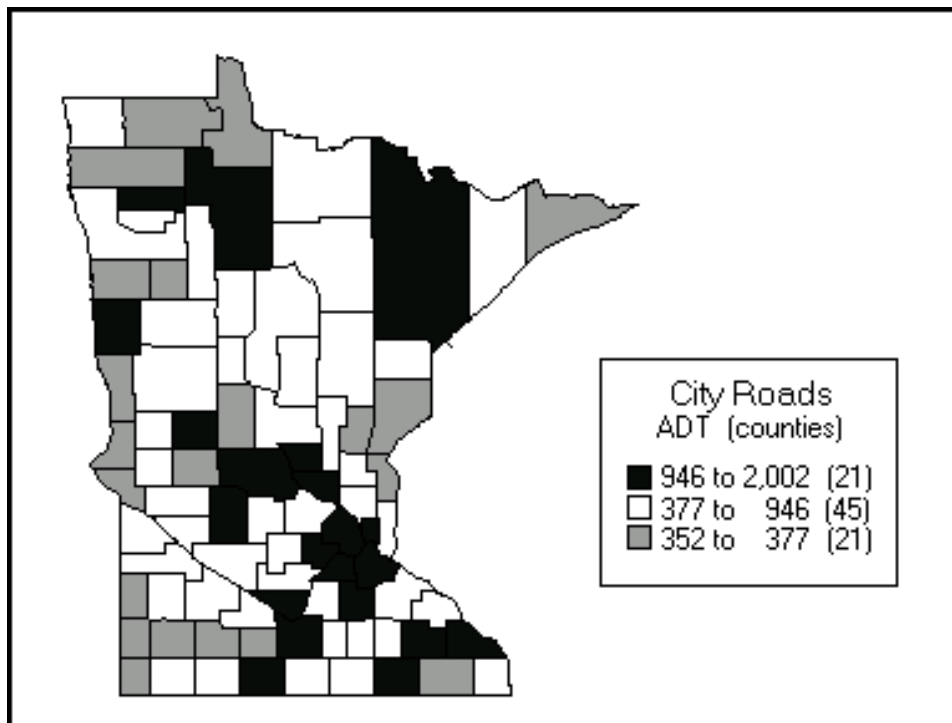 City Roads
ADT (counties)
946 to 2,002 (21)
377 to 946 (45)
352 to 377 (21)